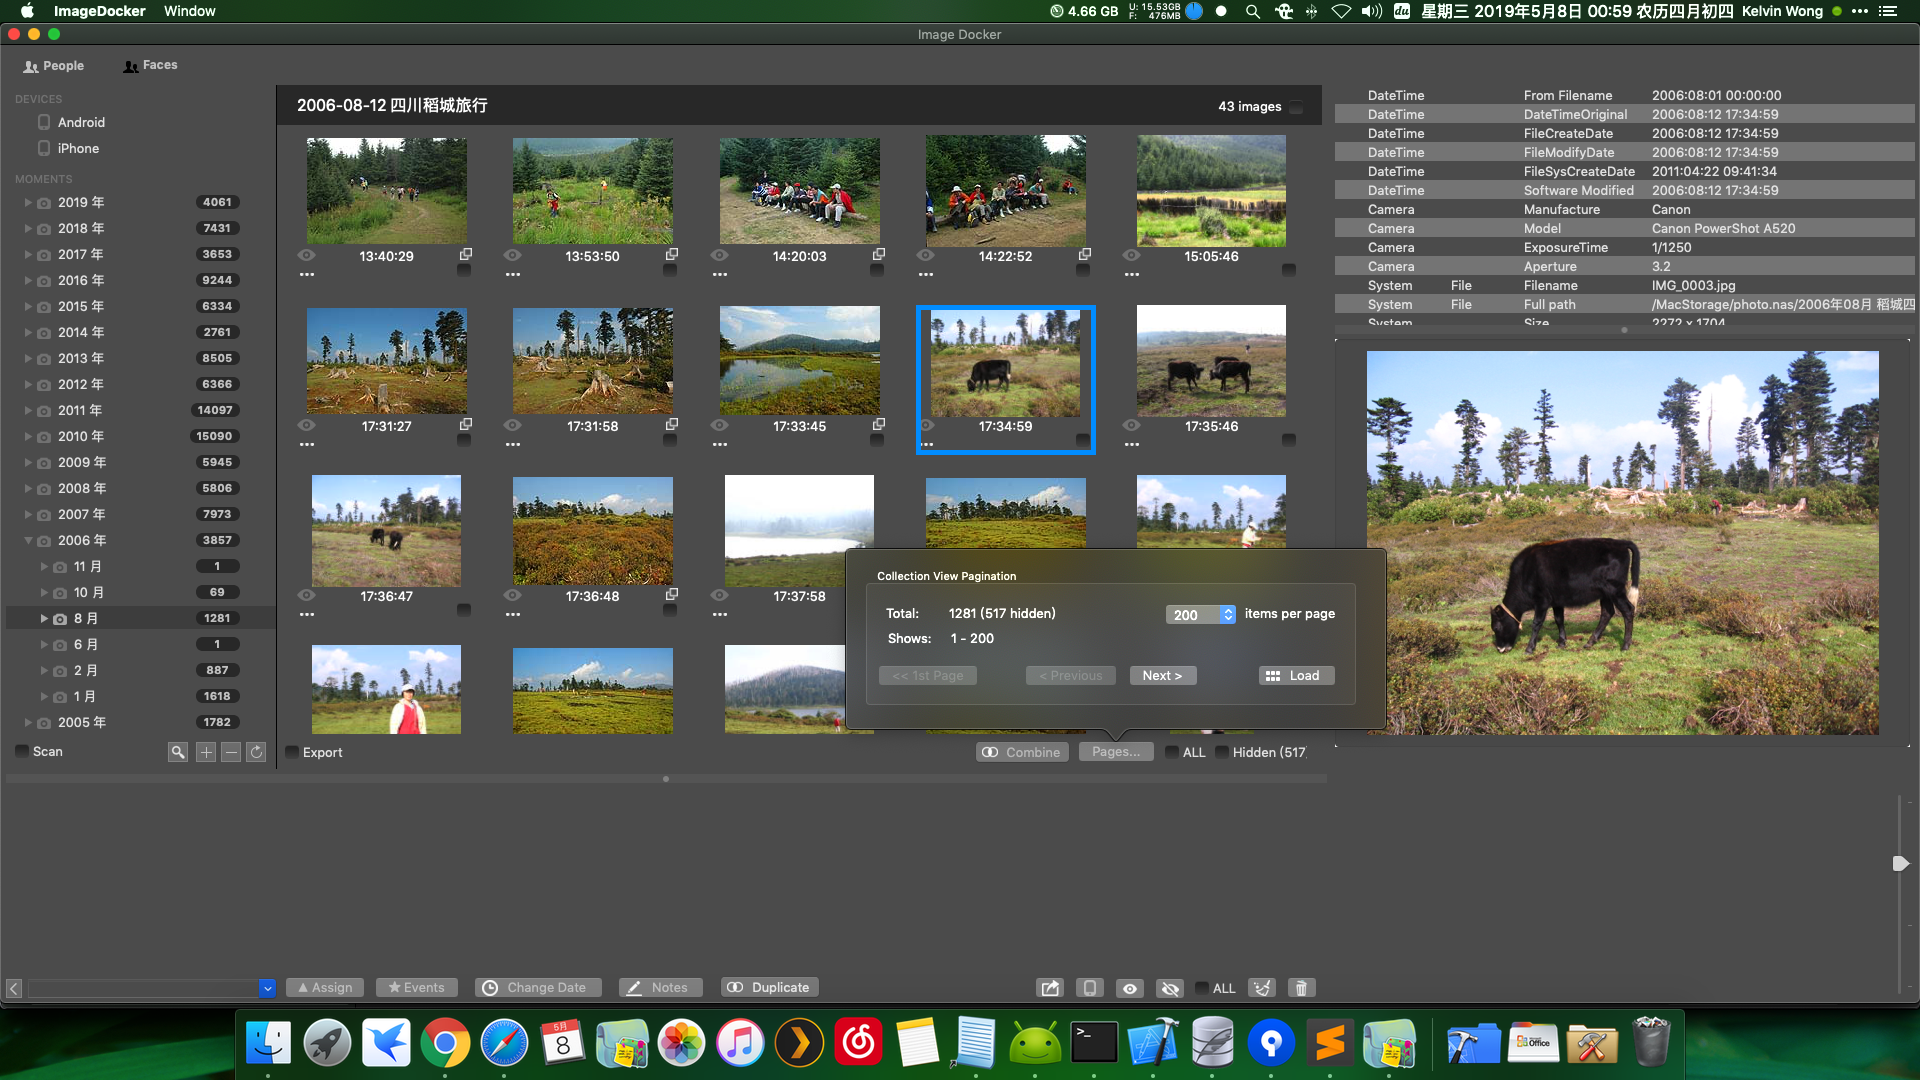 ImageDocker Window
4.66 GB U: 15.53GB F: 476MB du 星期三 2019年5月8日 00:59 农历四月初四 Kelvin Wong
Image Docker
People Faces
DEVICES
Android
iPhone
MOMENTS
2019 年 4061
2018 年 7431
2017 年 3653
2016 年 9244
2015 年 6334
2014 年 2761
2013 年 8505
2012 年 6366
2011 年 14097
2010 年 15090
2009 年 5945
2008 年 5806
2007 年 7973
2006 年 3857
11 月 1
10 月 69
8 月 1281
6 月 1
2 月 887
1 月 1618
2005 年 1782
Scan
2006-08-12 四川稻城旅行 43 images
13:40:29 13:53:50 14:20:03 14:22:52 15:05:46
17:31:27 17:31:58 17:33:45 17:34:59 17:35:46
17:36:47 17:36:48 17:37:58
Collection View Pagination
Total: 1281 (517 hidden) 200 items per page
Shows: 1 - 200
<< 1st Page < Previous Next > Load
Export Combine Pages... ALL Hidden (517
DateTime From Filename 2006:08:01 00:00:00
DateTime DateTimeOriginal 2006:08:12 17:34:59
DateTime FileCreateDate 2006:08:12 17:34:59
DateTime FileModifyDate 2006:08:12 17:34:59
DateTime FileSysCreateDate 2011:04:22 09:41:34
DateTime Software Modified 2006:08:12 17:34:59
Camera Manufacture Canon
Camera Model Canon PowerShot A520
Camera ExposureTime 1/1250
Camera Aperture 3.2
System File Filename IMG_0003.jpg
System File Full path /MacStorage/photo.nas/2006年08月 稻城四
System Size 2272 x 1704
Assign Events Change Date Notes Duplicate ALL
5月
8
Office